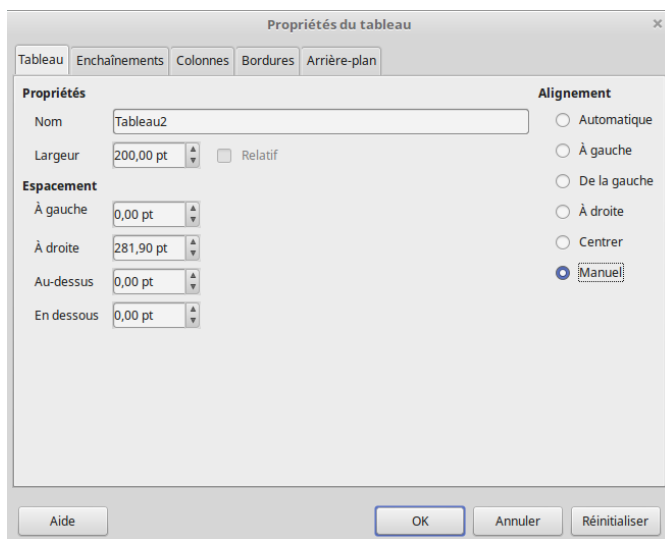 Propriétés du tableau ×
Tableau Enchaînements Colonnes Bordures Arrière-plan
Propriétés
Nom Tableau2
Largeur 200,00 pt Relatif
Espacement
À gauche 0,00 pt
À droite 281,90 pt
Au-dessus 0,00 pt
En dessous 0,00 pt
Alignement
Automatique
À gauche
De la gauche
À droite
Centrer
Manuel
Aide OK Annuler Réinitialiser